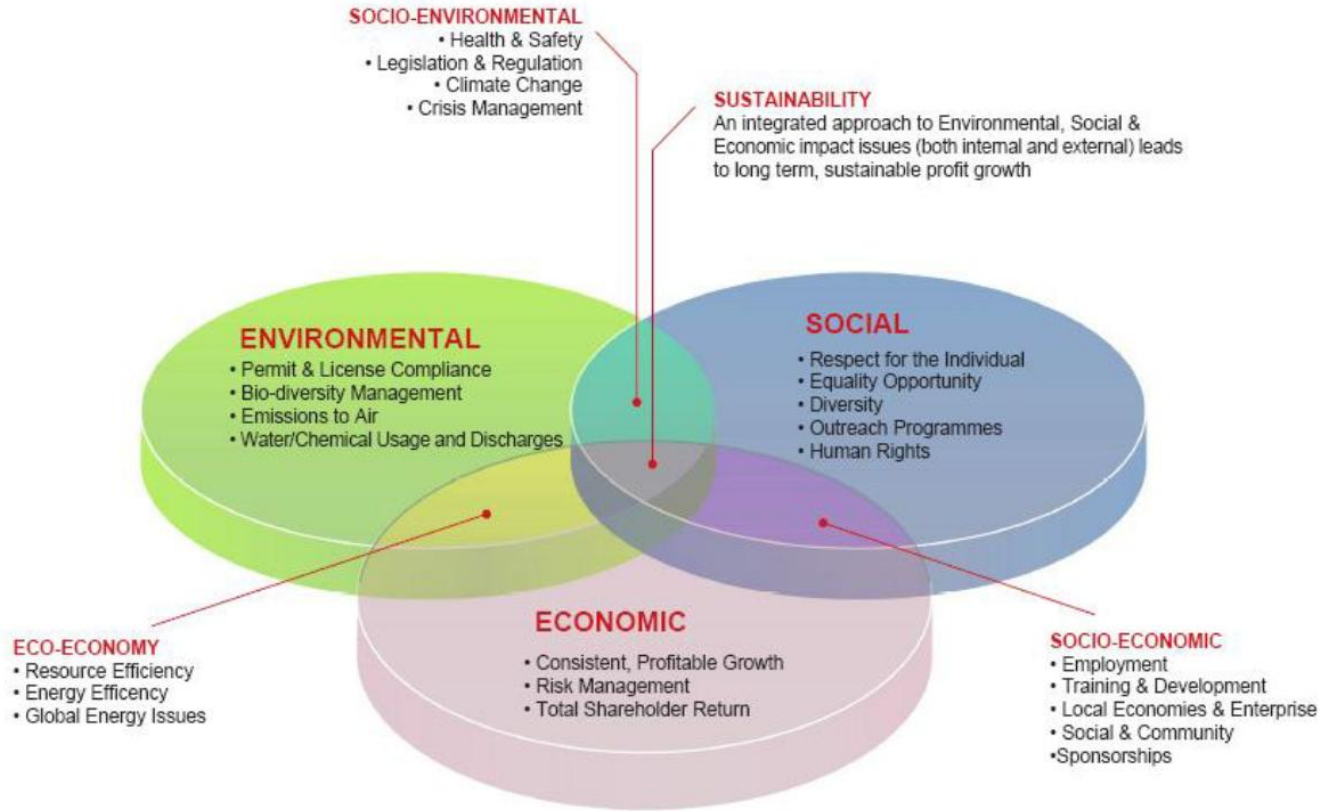 SOCIO-ENVIRONMENTAL
• Health & Safety
• Legislation & Regulation
• Climate Change
• Crisis Management
SUSTAINABILITY
An integrated approach to Environmental, Social &
Economic impact issues (both internal and external) leads
to long term, sustainable profit growth
ENVIRONMENTAL
• Permit & License Compliance
• Bio-diversity Management
• Emissions to Air
• Water/Chemical Usage and Discharges
SOCIAL
• Respect for the Individual
• Equality Opportunity
• Diversity
• Outreach Programmes
• Human Rights
ECONOMIC
• Consistent, Profitable Growth
• Risk Management
• Total Shareholder Return
ECO-ECONOMY
• Resource Efficiency
• Energy Efficency
• Global Energy Issues
SOCIO-ECONOMIC
• Employment
• Training & Development
• Local Economies & Enterprise
• Social & Community
•Sponsorships